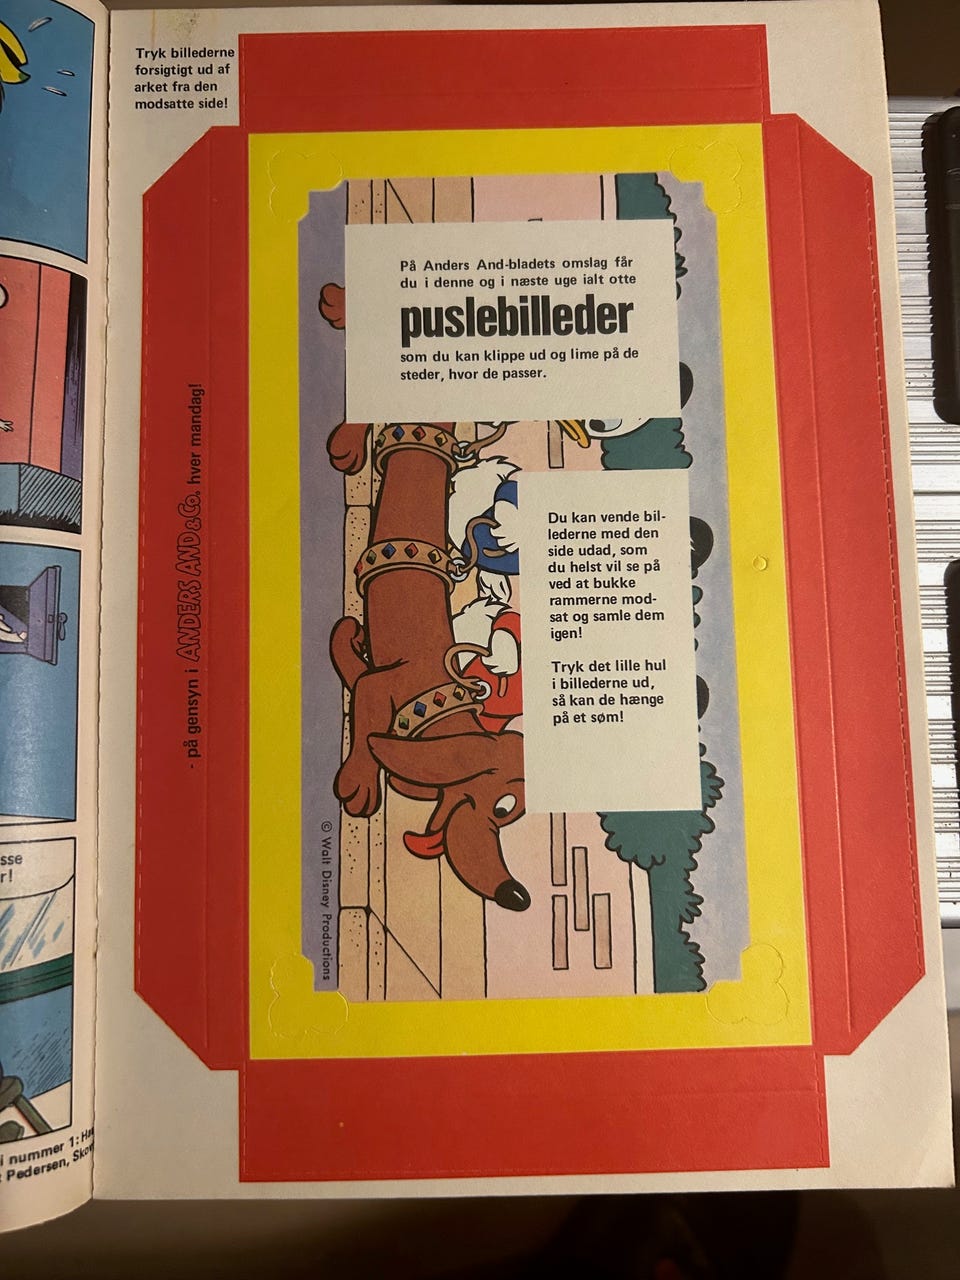 Tryk billederne
forsigtigt ud af
arket fra den
modsatte side!
På Anders And-bladets omslag får
du i denne og i næste uge ialt otte
puslebilleder
som du kan klippe ud og lime på de
steder, hvor de passer.
Du kan vende bil-
lederne med den
side udad, som
du helst vil se på
ved at bukke
rammerne mod-
sat og samle dem
igen!
Tryk det lille hul
i billederne ud,
så kan de hænge
på et søm!
- på gensyn i ANDERS AND & Co. hver mandag!
© Walt Disney Productions
sse
r!
i nummer 1:
Pedersen,